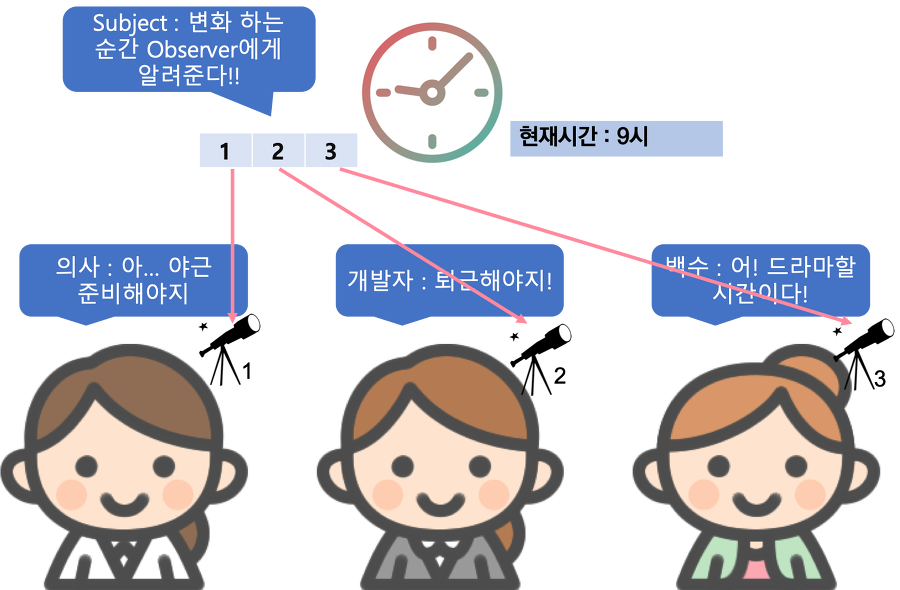 Subject : 변화 하는
순간 Observer에게
알려준다!!
1 2 3
현재시간 : 9시
의사 : 아... 야근
준비해야지
개발자 : 퇴근해야지!
백수 : 어! 드라마할
시간이다!
1
2
3